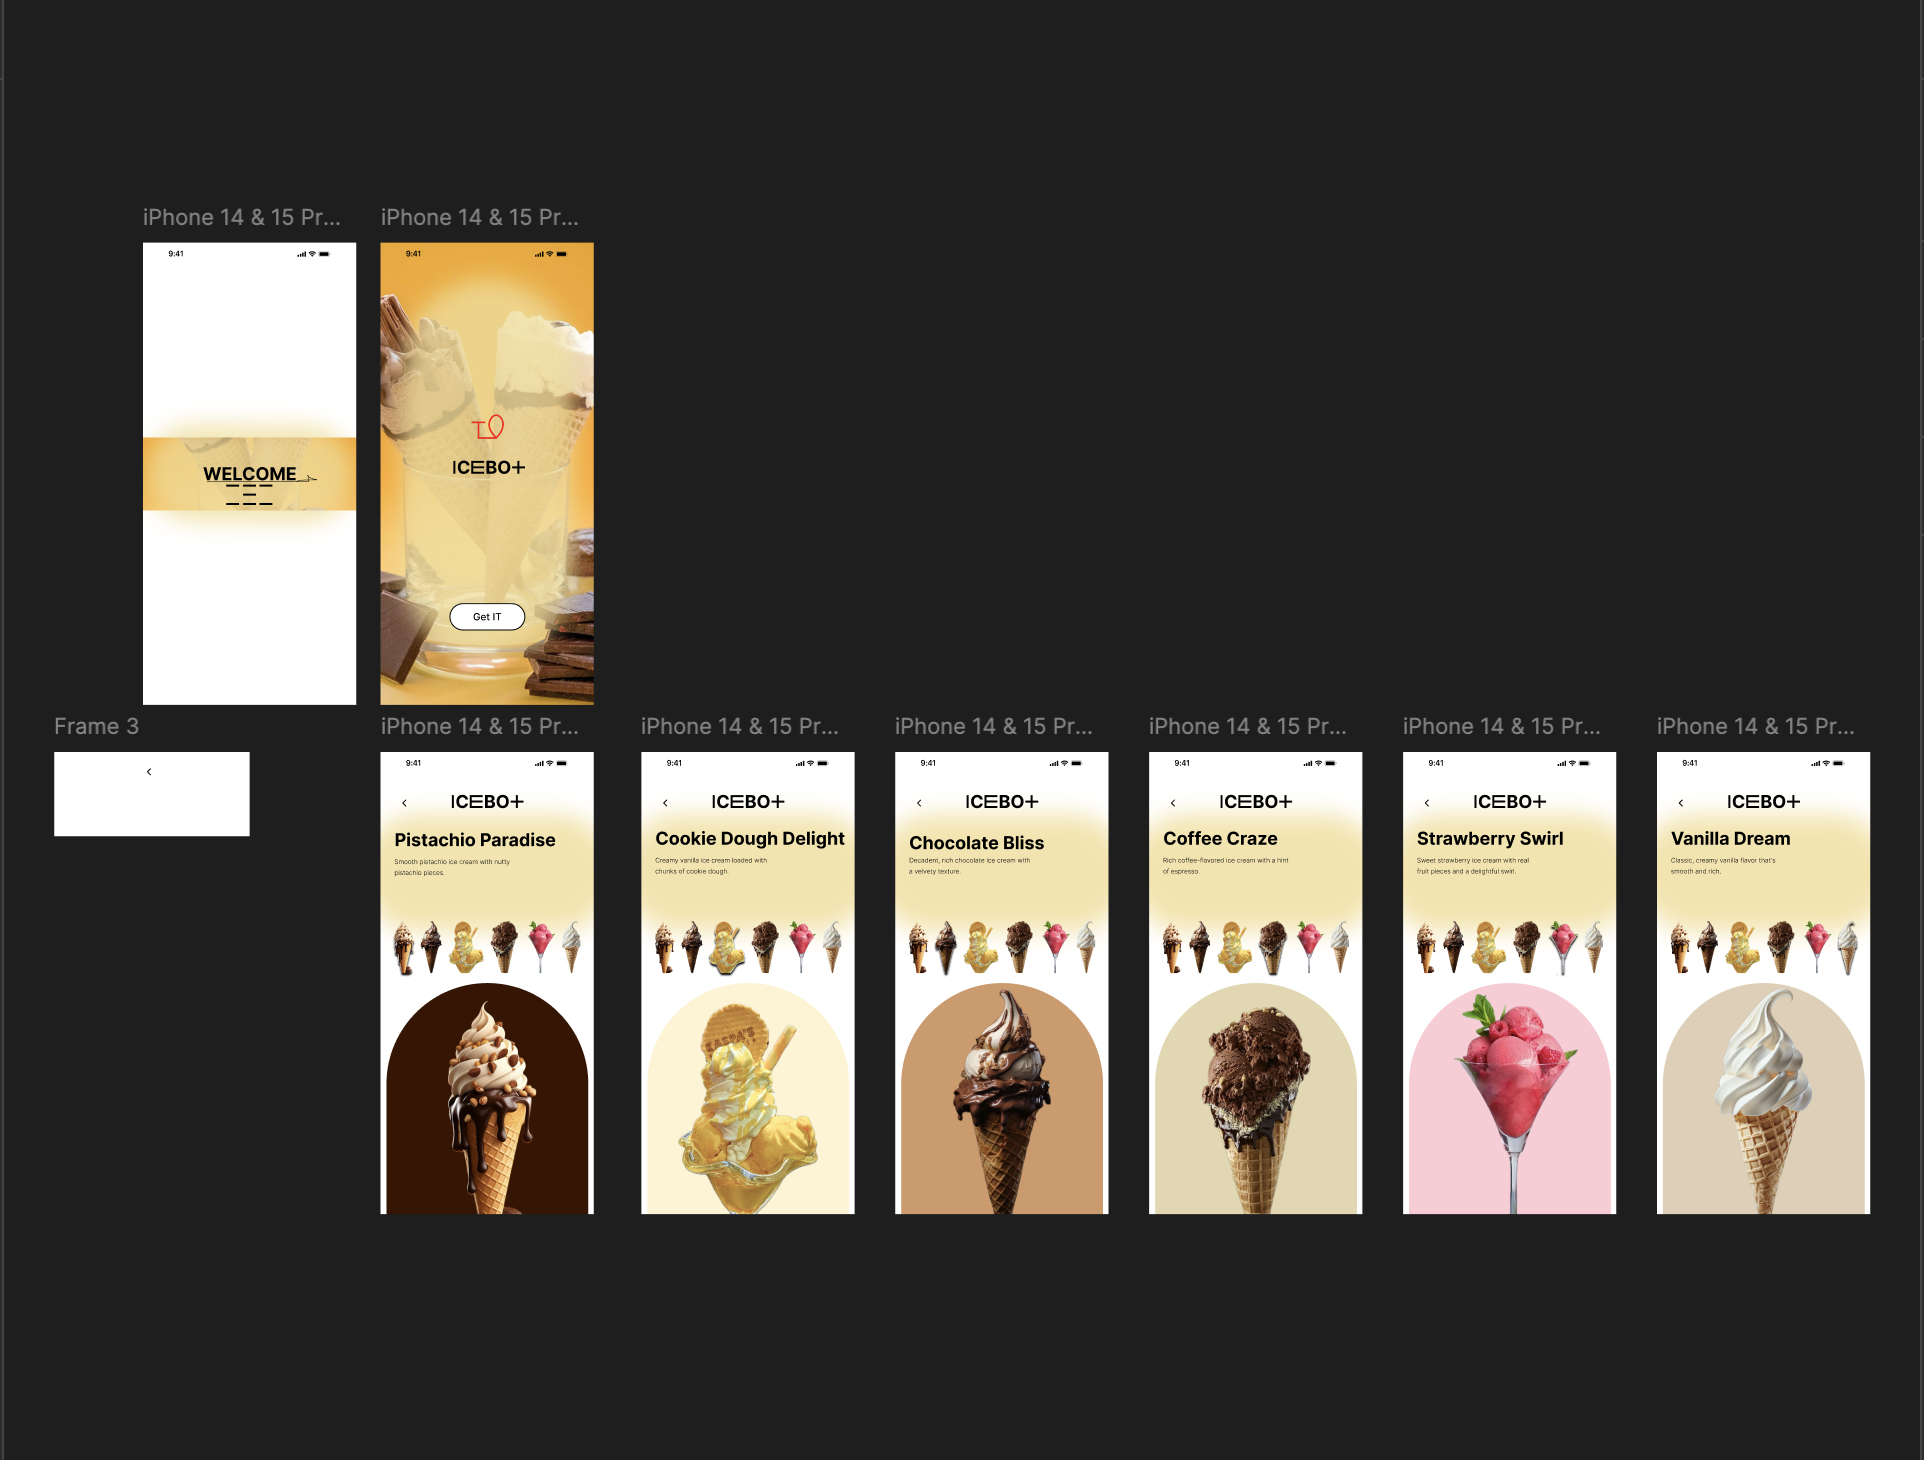 iPhone 14 & 15 Pr...
iPhone 14 & 15 Pr...
9:41
WELCOME
9:41
ICEBO+
Get IT
Frame 3
iPhone 14 & 15 Pr...
iPhone 14 & 15 Pr...
iPhone 14 & 15 Pr...
iPhone 14 & 15 Pr...
iPhone 14 & 15 Pr...
iPhone 14 & 15 Pr...
9:41
ICEBO+
Pistachio Paradise
Smooth pistachio ice cream with nutty
pistachio pieces.
9:41
ICEBO+
Cookie Dough Delight
Creamy vanilla ice cream loaded with
chunks of cookie dough.
9:41
ICEBO+
Chocolate Bliss
Decadent, rich chocolate ice cream with
a velvety texture.
9:41
ICEBO+
Coffee Craze
Rich coffee-flavored ice cream with a hint
of espresso.
9:41
ICEBO+
Strawberry Swirl
Sweet strawberry ice cream with real
fruit pieces and a delightful swirl.
9:41
ICEBO+
Vanilla Dream
Classic, creamy vanilla flavor that's
smooth and rich.